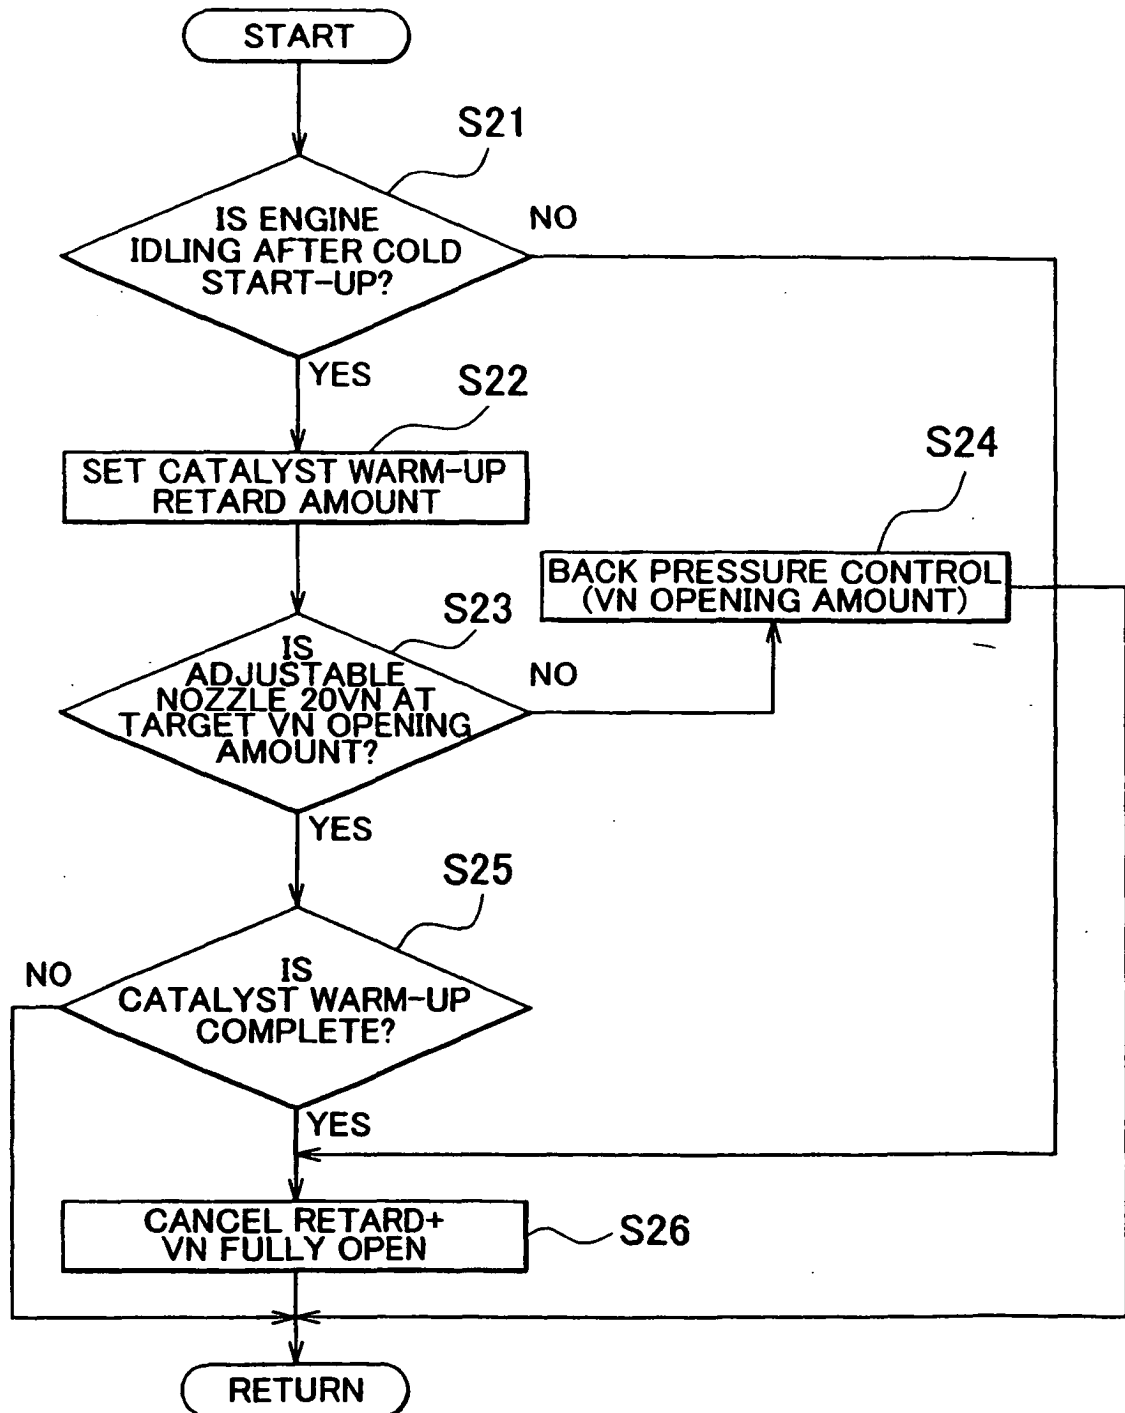 START
S21
IS ENGINE
IDLING AFTER COLD
START-UP?
NO
YES
S22
SET CATALYST WARM-UP
RETARD AMOUNT
S24
BACK PRESSURE CONTROL
(VN OPENING AMOUNT)
S23
IS
ADJUSTABLE
NOZZLE 20VN AT
TARGET VN OPENING
AMOUNT?
NO
YES
S25
NO
IS
CATALYST WARM-UP
COMPLETE?
YES
CANCEL RETARD+
VN FULLY OPEN
S26
RETURN